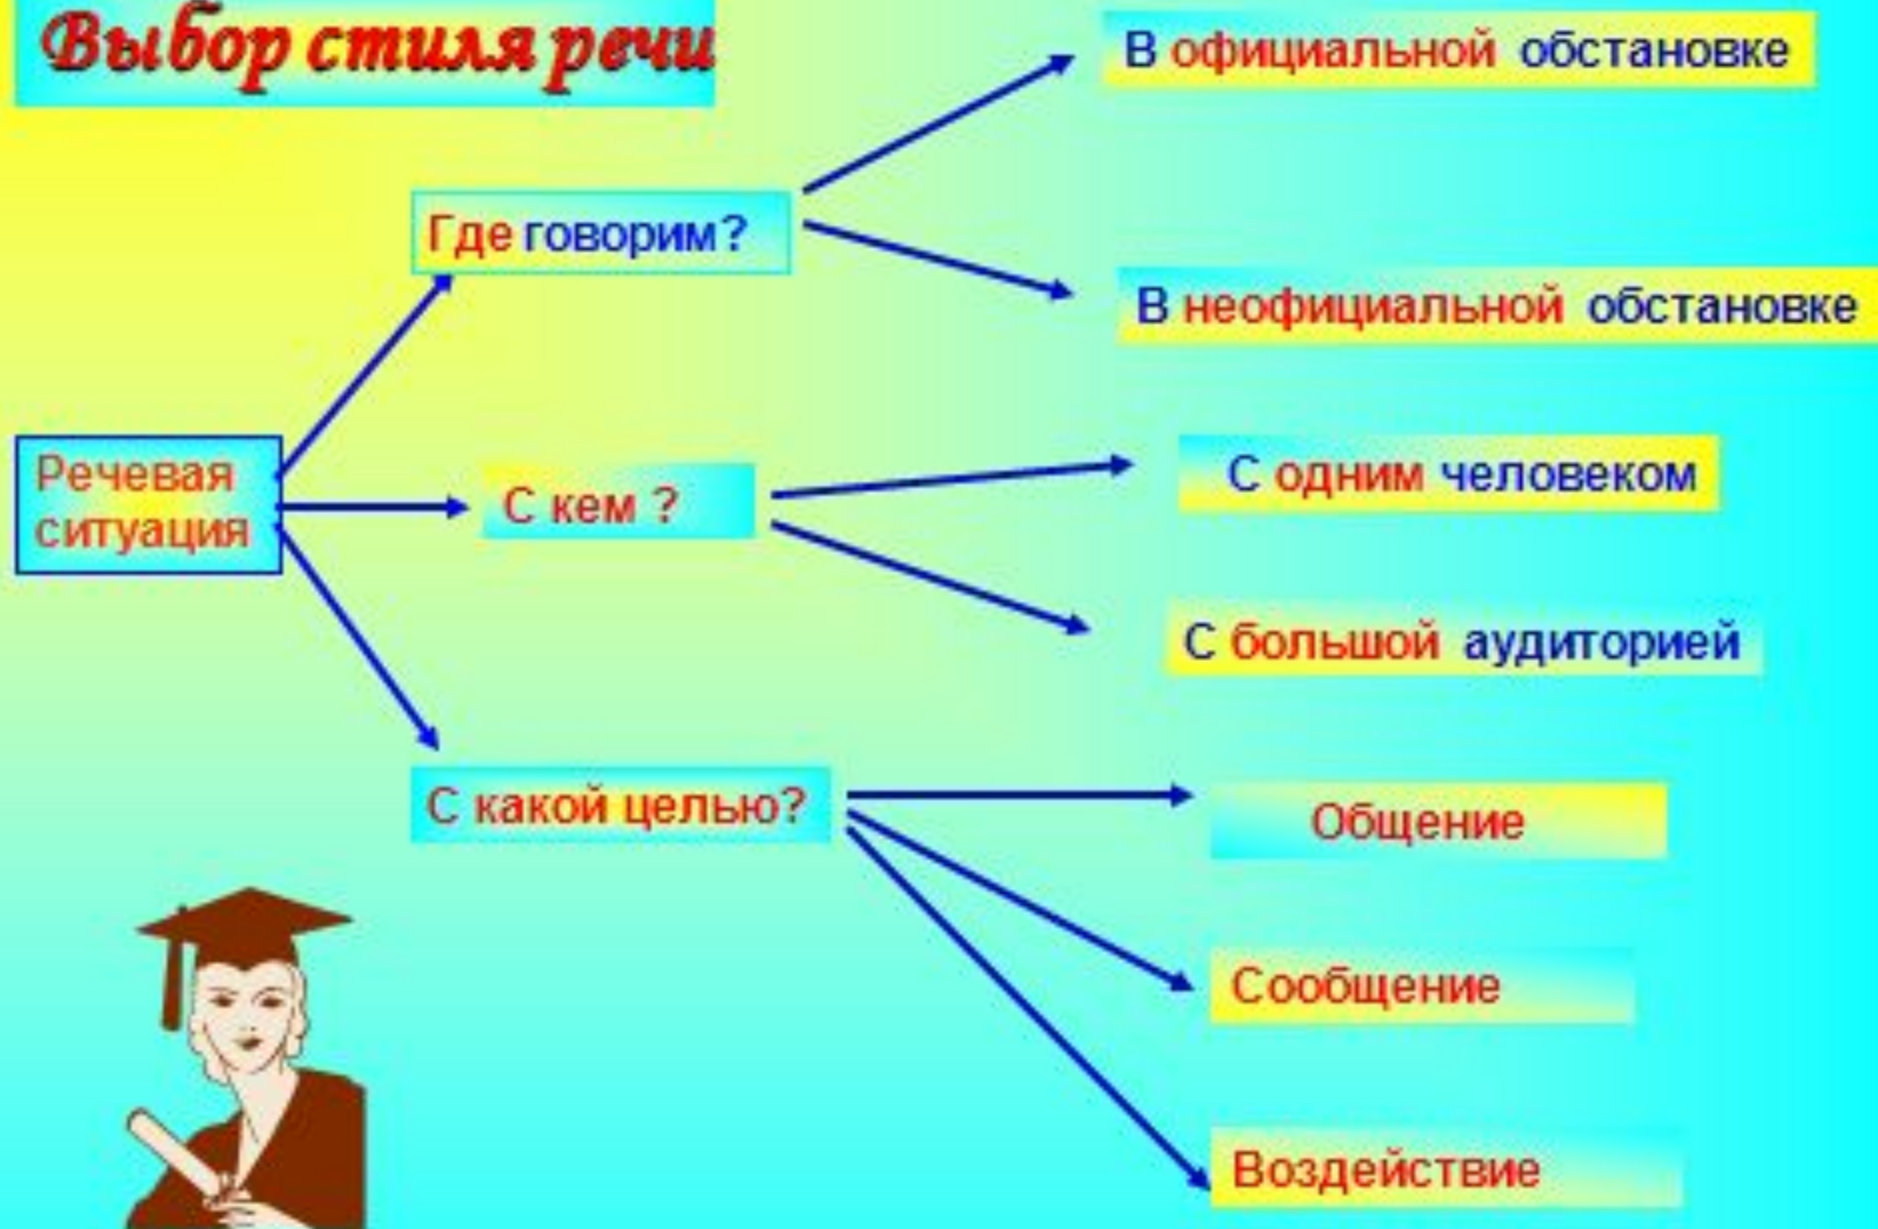 Выбор стиля речи
В официальной обстановке
Где говорим?
В неофициальной обстановке
Речевая
ситуация
С кем ?
С одним человеком
С большой аудиторией
С какой целью?
Общение
Сообщение
Воздействие